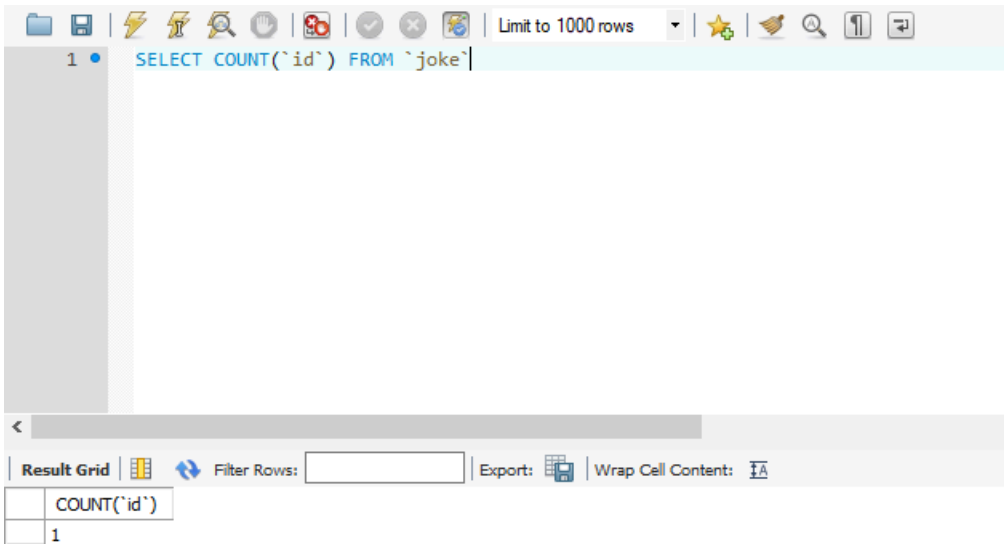 Limit to 1000 rows
1 SELECT COUNT(`id`) FROM `joke`
Result Grid Filter Rows: Export: Wrap Cell Content: IA
COUNT(`id`)
1